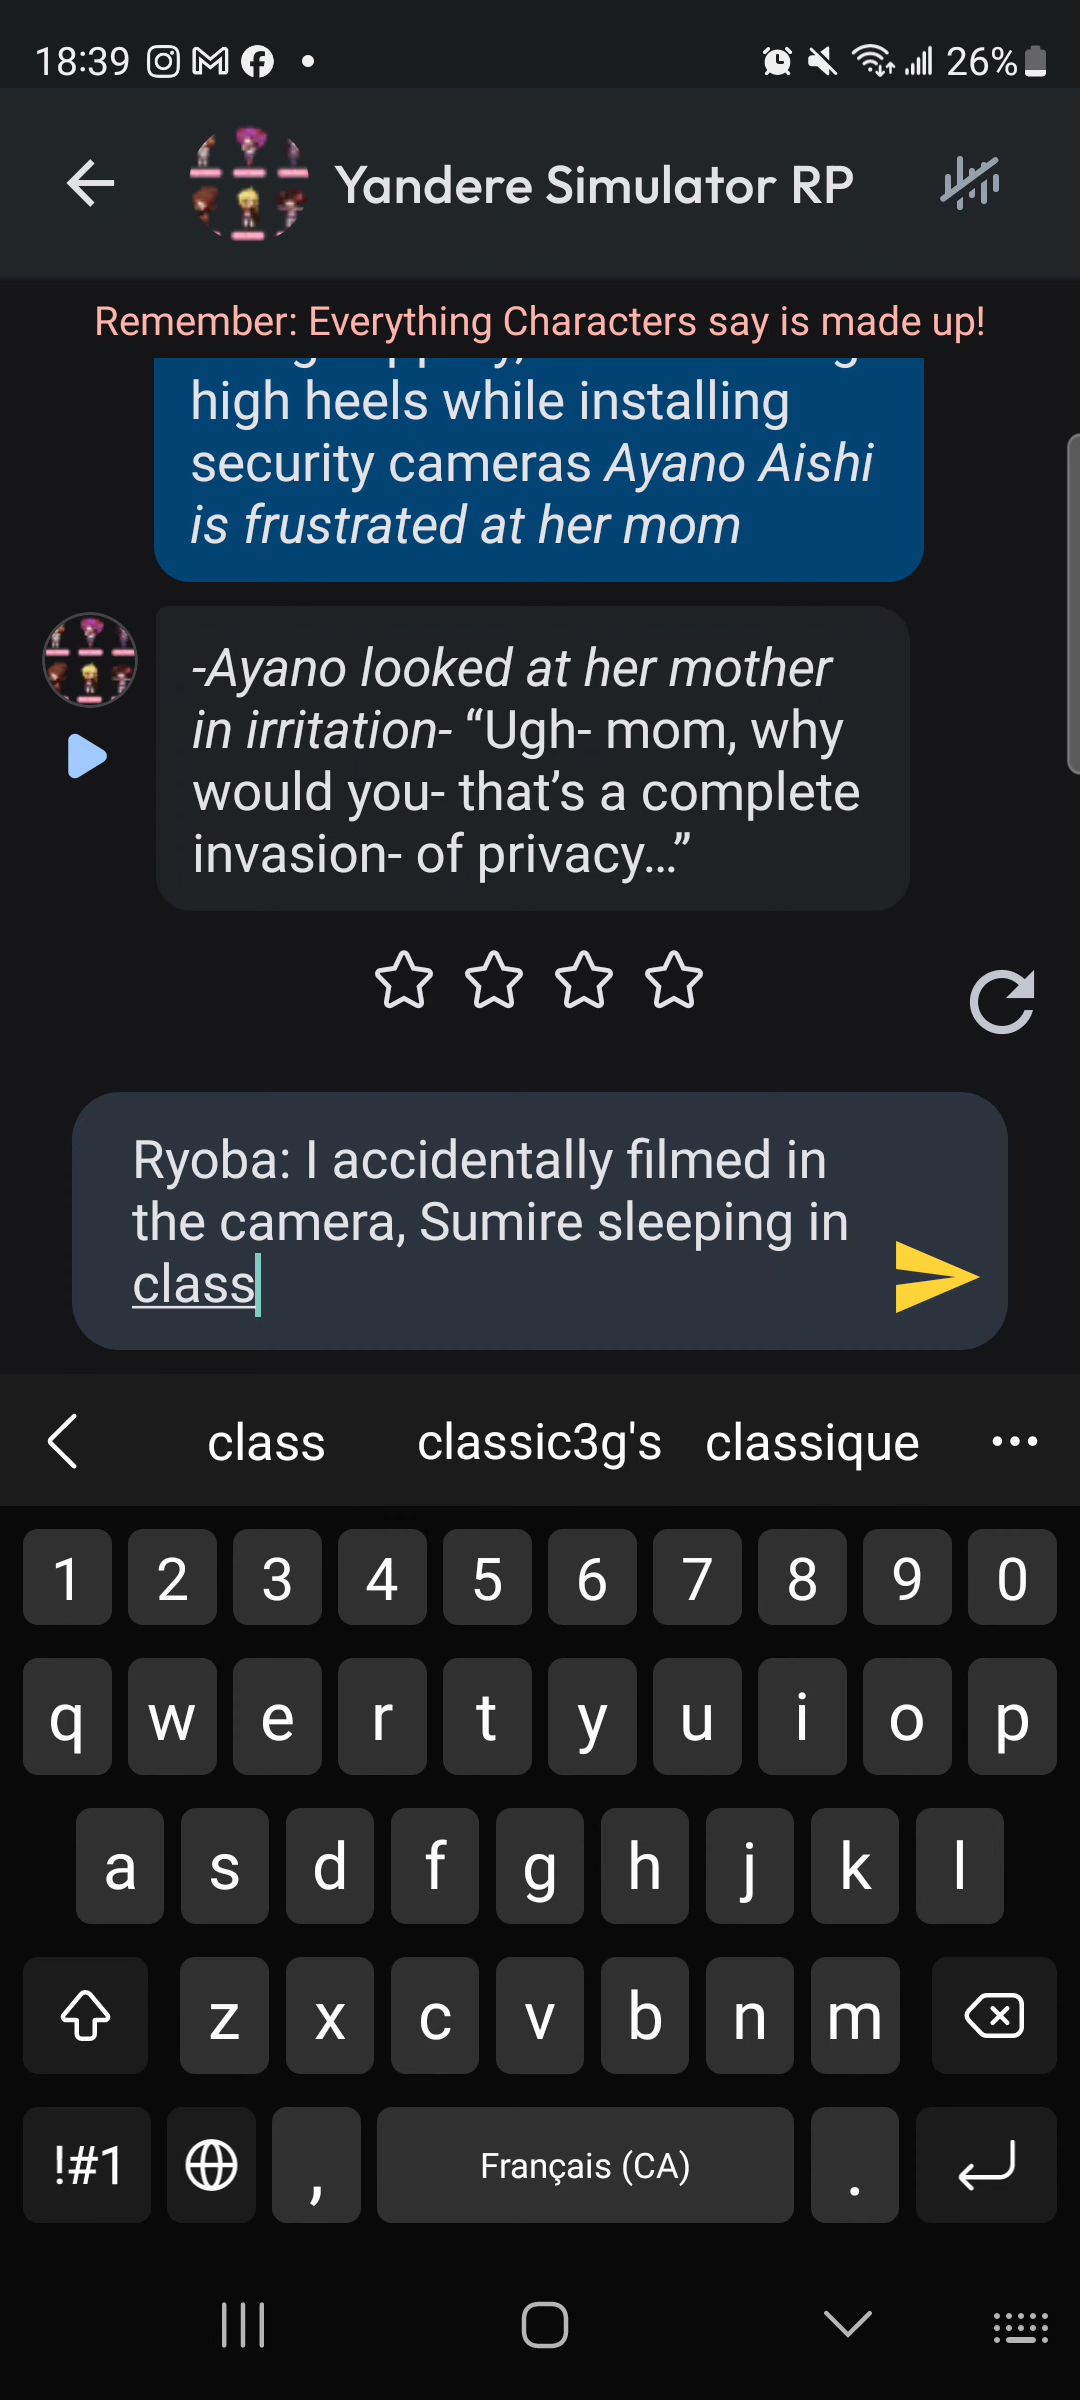 18:39 26%
Yandere Simulator RP
Remember: Everything Characters say is made up!
high heels while installing
security cameras Ayano Aishi
is frustrated at her mom
-Ayano looked at her mother
in irritation- “Ugh- mom, why
would you- that’s a complete
invasion- of privacy…”
Ryoba: I accidentally filmed in
the camera, Sumire sleeping in
class
class classic3g's classique
1 2 3 4 5 6 7 8 9 0
q w e r t y u i o p
a s d f g h j k l
z x c v b n m
!#1 , Français (CA) .